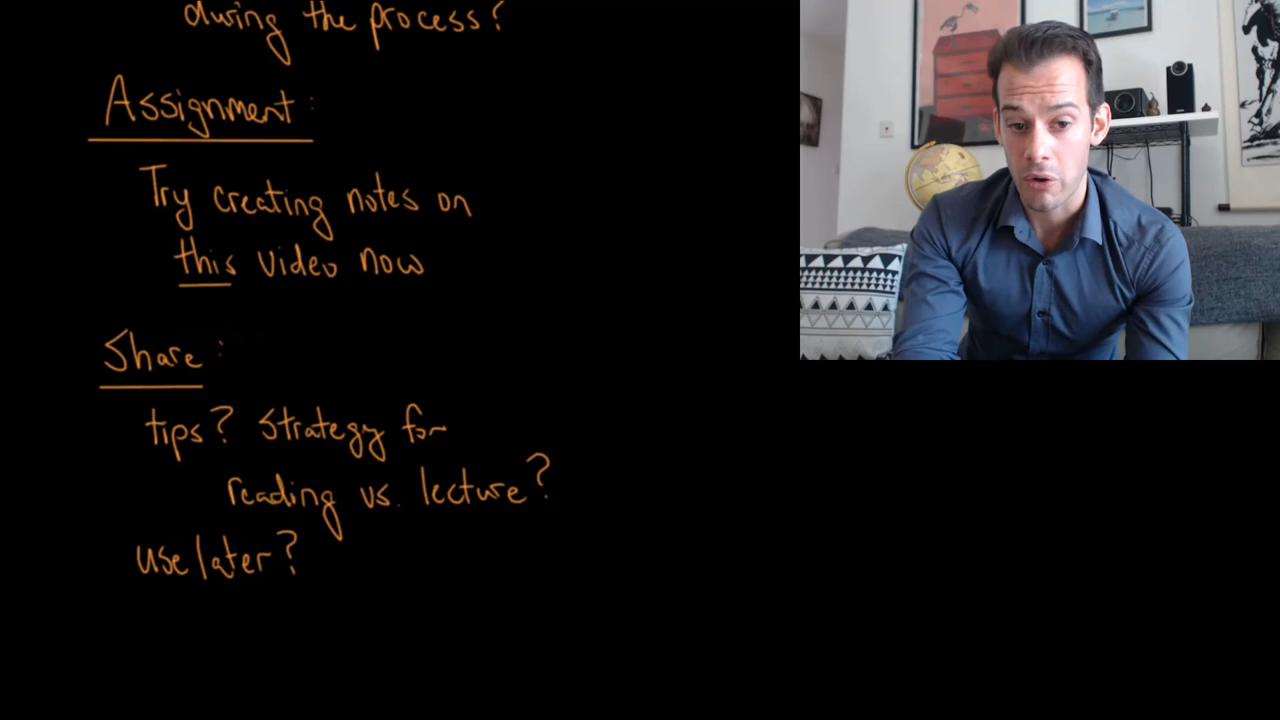 during the process?
Assignment:
Try creating notes on
this video now
Share:
tips? Strategy for
reading vs. lecture?
use later?